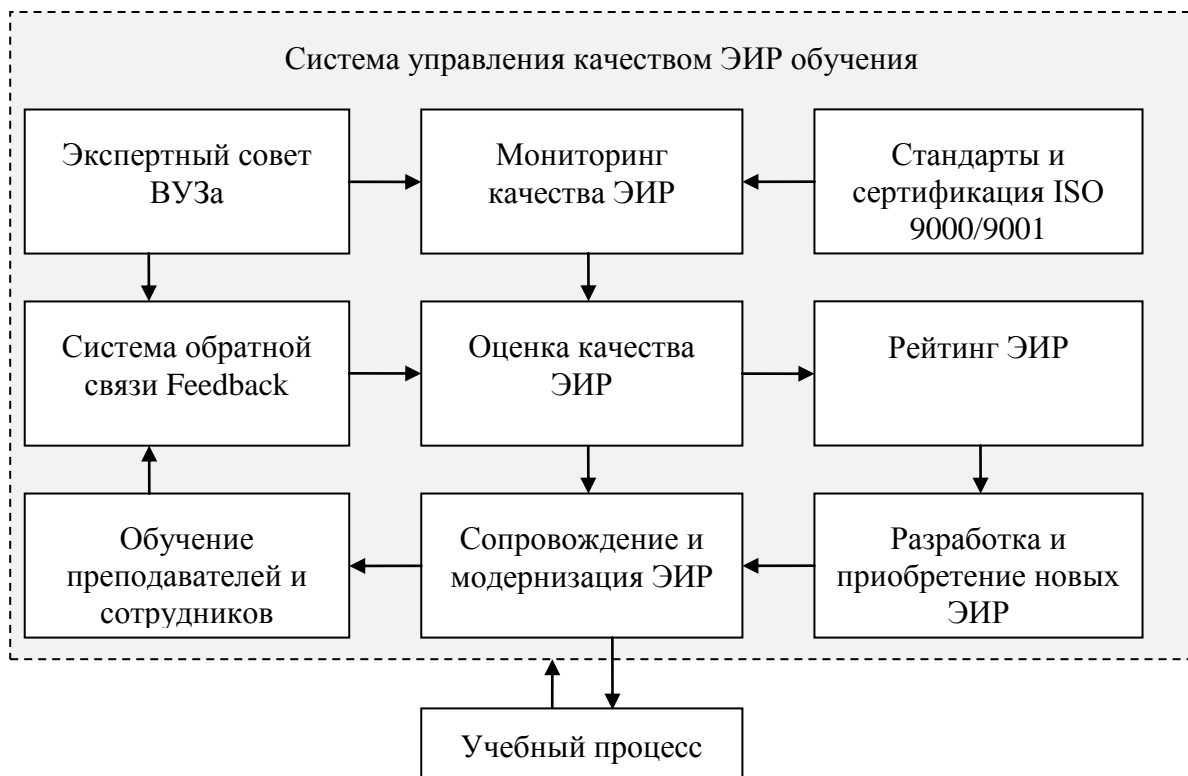 Система управления качеством ЭИР обучения
Экспертный совет
ВУЗа
Мониторинг
качества ЭИР
Стандарты и
сертификация ISO
9000/9001
Система обратной
связи Feedback
Оценка качества
ЭИР
Рейтинг ЭИР
Обучение
преподавателей и
сотрудников
Сопровождение и
модернизация ЭИР
Разработка и
приобретение новых
ЭИР
Учебный процесс